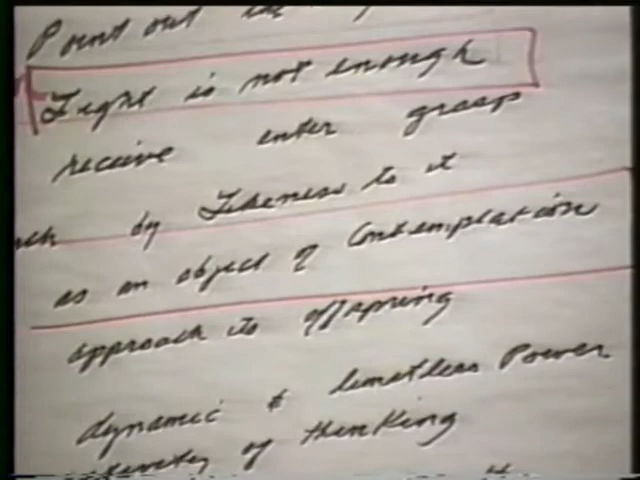 Point out
Light is not enough
receive enter grasp
by Likeness to it
as an object of Contemplation
approach its offspring
dynamic & limitless Power
of thinking